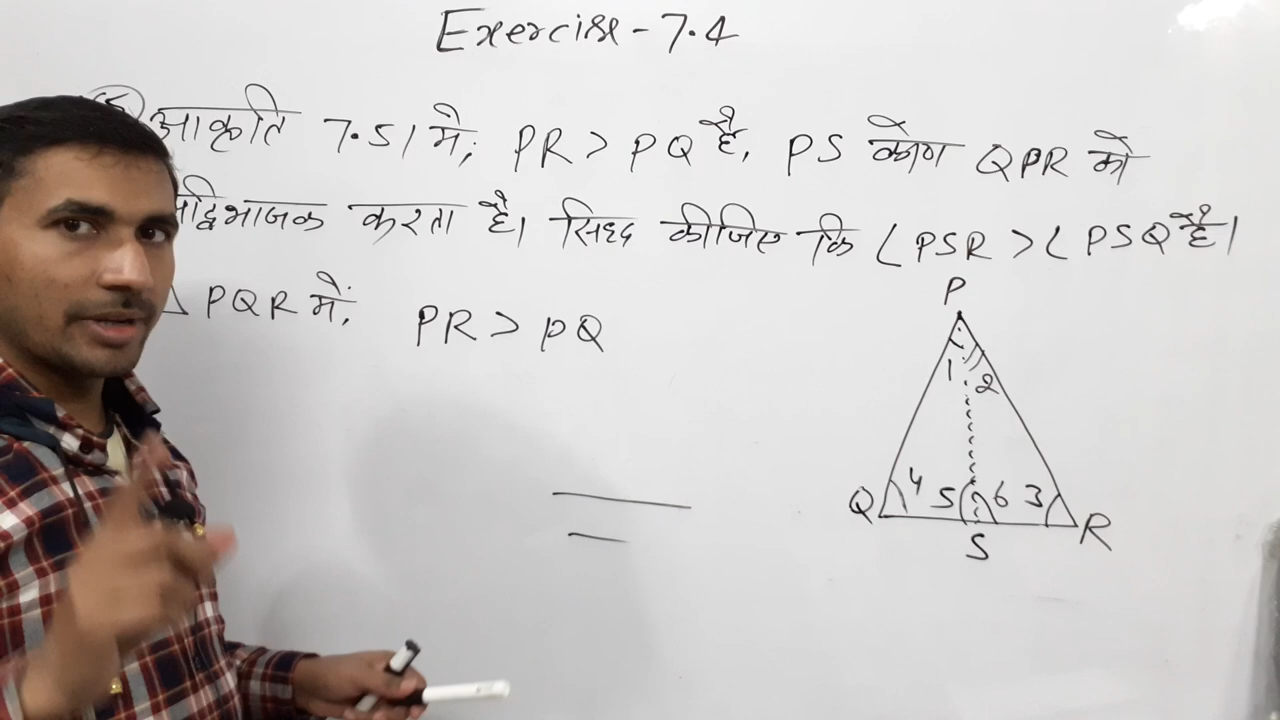 Exercise - 7.4
आकृति 7.51 में, PR > PQ है, PS कोण QPR को
द्विभाजक करता है। सिध्द कीजिए कि ∠PSR > ∠PSQ है।
△ PQR में, PR > PQ
P
1 2
Q 4 5 6 3 R
S